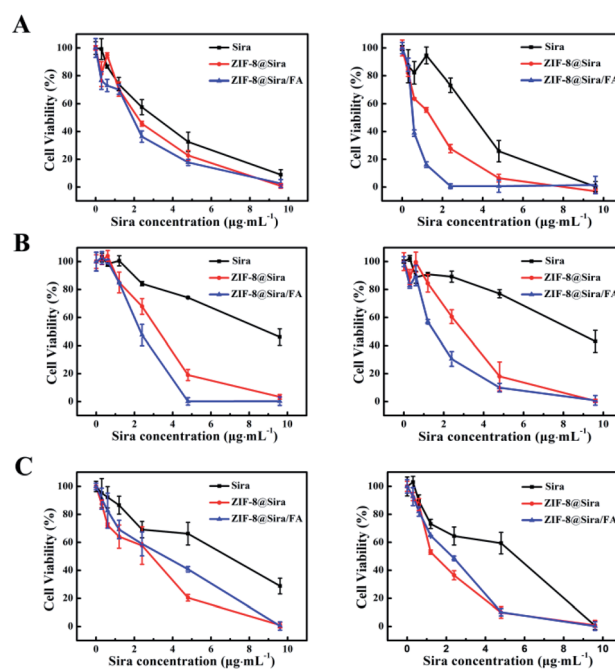 A
100
80
60
40
20
0
Cell Viability (%)
Sira
ZIF-8@Sira
ZIF-8@Sira/FA
0 2 4 6 8 10
Sira concentration (μg·mL⁻¹)
100
80
60
40
20
0
Cell Viability (%)
Sira
ZIF-8@Sira
ZIF-8@Sira/FA
0 2 4 6 8 10
Sira concentration (μg·mL⁻¹)
B
100
80
60
40
20
0
Cell Viability (%)
Sira
ZIF-8@Sira
ZIF-8@Sira/FA
0 2 4 6 8 10
Sira concentration (μg·mL⁻¹)
100
80
60
40
20
0
Cell Viability (%)
Sira
ZIF-8@Sira
ZIF-8@Sira/FA
0 2 4 6 8 10
Sira concentration (μg·mL⁻¹)
C
100
80
60
40
20
0
Cell Viability (%)
Sira
ZIF-8@Sira
ZIF-8@Sira/FA
0 2 4 6 8 10
Sira concentration (μg·mL⁻¹)
100
80
60
40
20
0
Cell Viability (%)
Sira
ZIF-8@Sira
ZIF-8@Sira/FA
0 2 4 6 8 10
Sira concentration (μg·mL⁻¹)